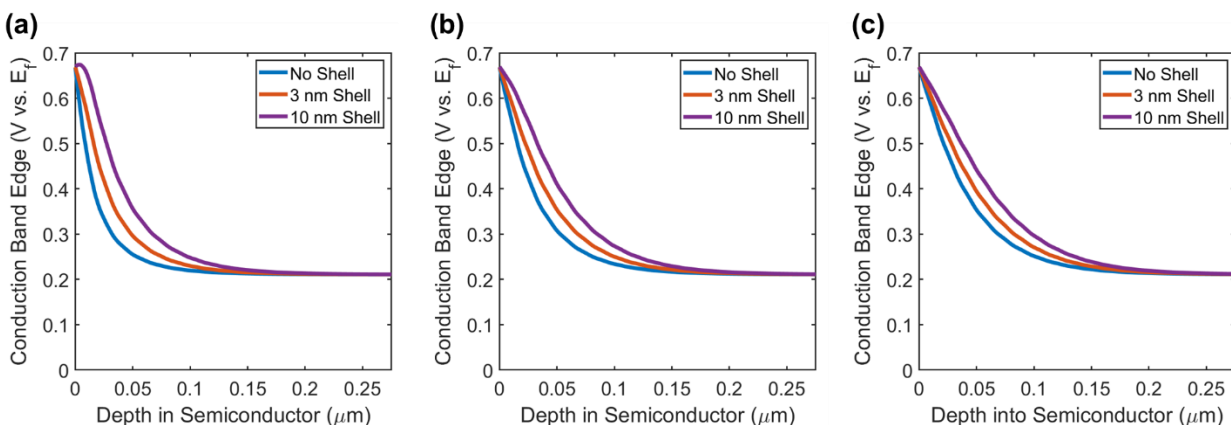 (a)
Conduction Band Edge (V vs. E_f)
0.7
0.6
0.5
0.4
0.3
0.2
0.1
0
No Shell
3 nm Shell
10 nm Shell
0 0.05 0.1 0.15 0.2 0.25
Depth in Semiconductor (μm)
(b)
Conduction Band Edge (V vs. E_f)
0.7
0.6
0.5
0.4
0.3
0.2
0.1
0
No Shell
3 nm Shell
10 nm Shell
0 0.05 0.1 0.15 0.2 0.25
Depth in Semiconductor (μm)
(c)
Conduction Band Edge (V vs. E_f)
0.7
0.6
0.5
0.4
0.3
0.2
0.1
0
No Shell
3 nm Shell
10 nm Shell
0 0.05 0.1 0.15 0.2 0.25
Depth into Semiconductor (μm)